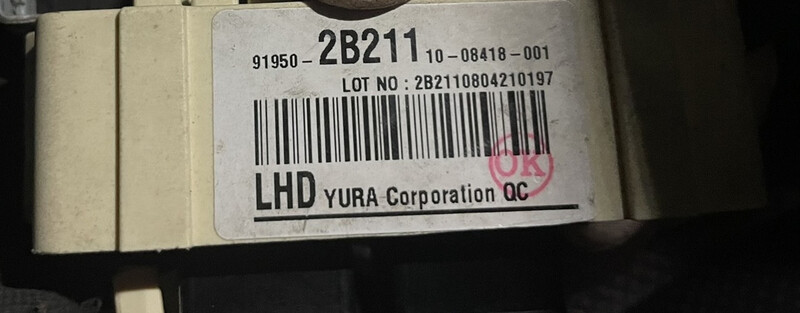 91950-2B211 10-08418-001
LOT NO : 2B2110804210197
OK
LHD YURA Corporation QC